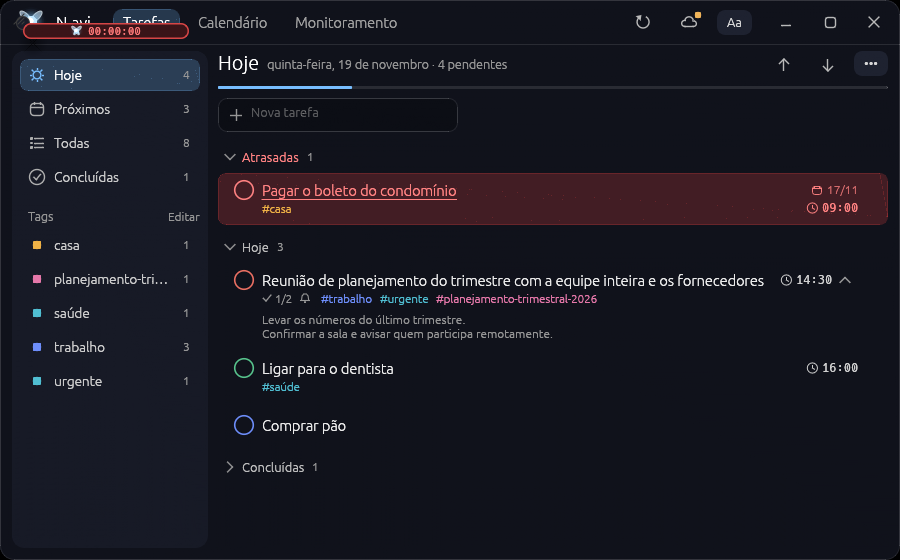 Navi
Tarefas
Calendário
Monitoramento
Aa
00:00:00
Hoje 4
Próximos 3
Todas 8
Concluídas 1
Tags Editar
casa 1
planejamento-tri... 1
saúde 1
trabalho 3
urgente 1
Hoje quinta-feira, 19 de novembro · 4 pendentes
Nova tarefa
Atrasadas 1
Pagar o boleto do condomínio 17/11
#casa 09:00
Hoje 3
Reunião de planejamento do trimestre com a equipe inteira e os fornecedores 14:30
1/2 #trabalho #urgente #planejamento-trimestral-2026
Levar os números do último trimestre.
Confirmar a sala e avisar quem participa remotamente.
Ligar para o dentista 16:00
#saúde
Comprar pão
Concluídas 1